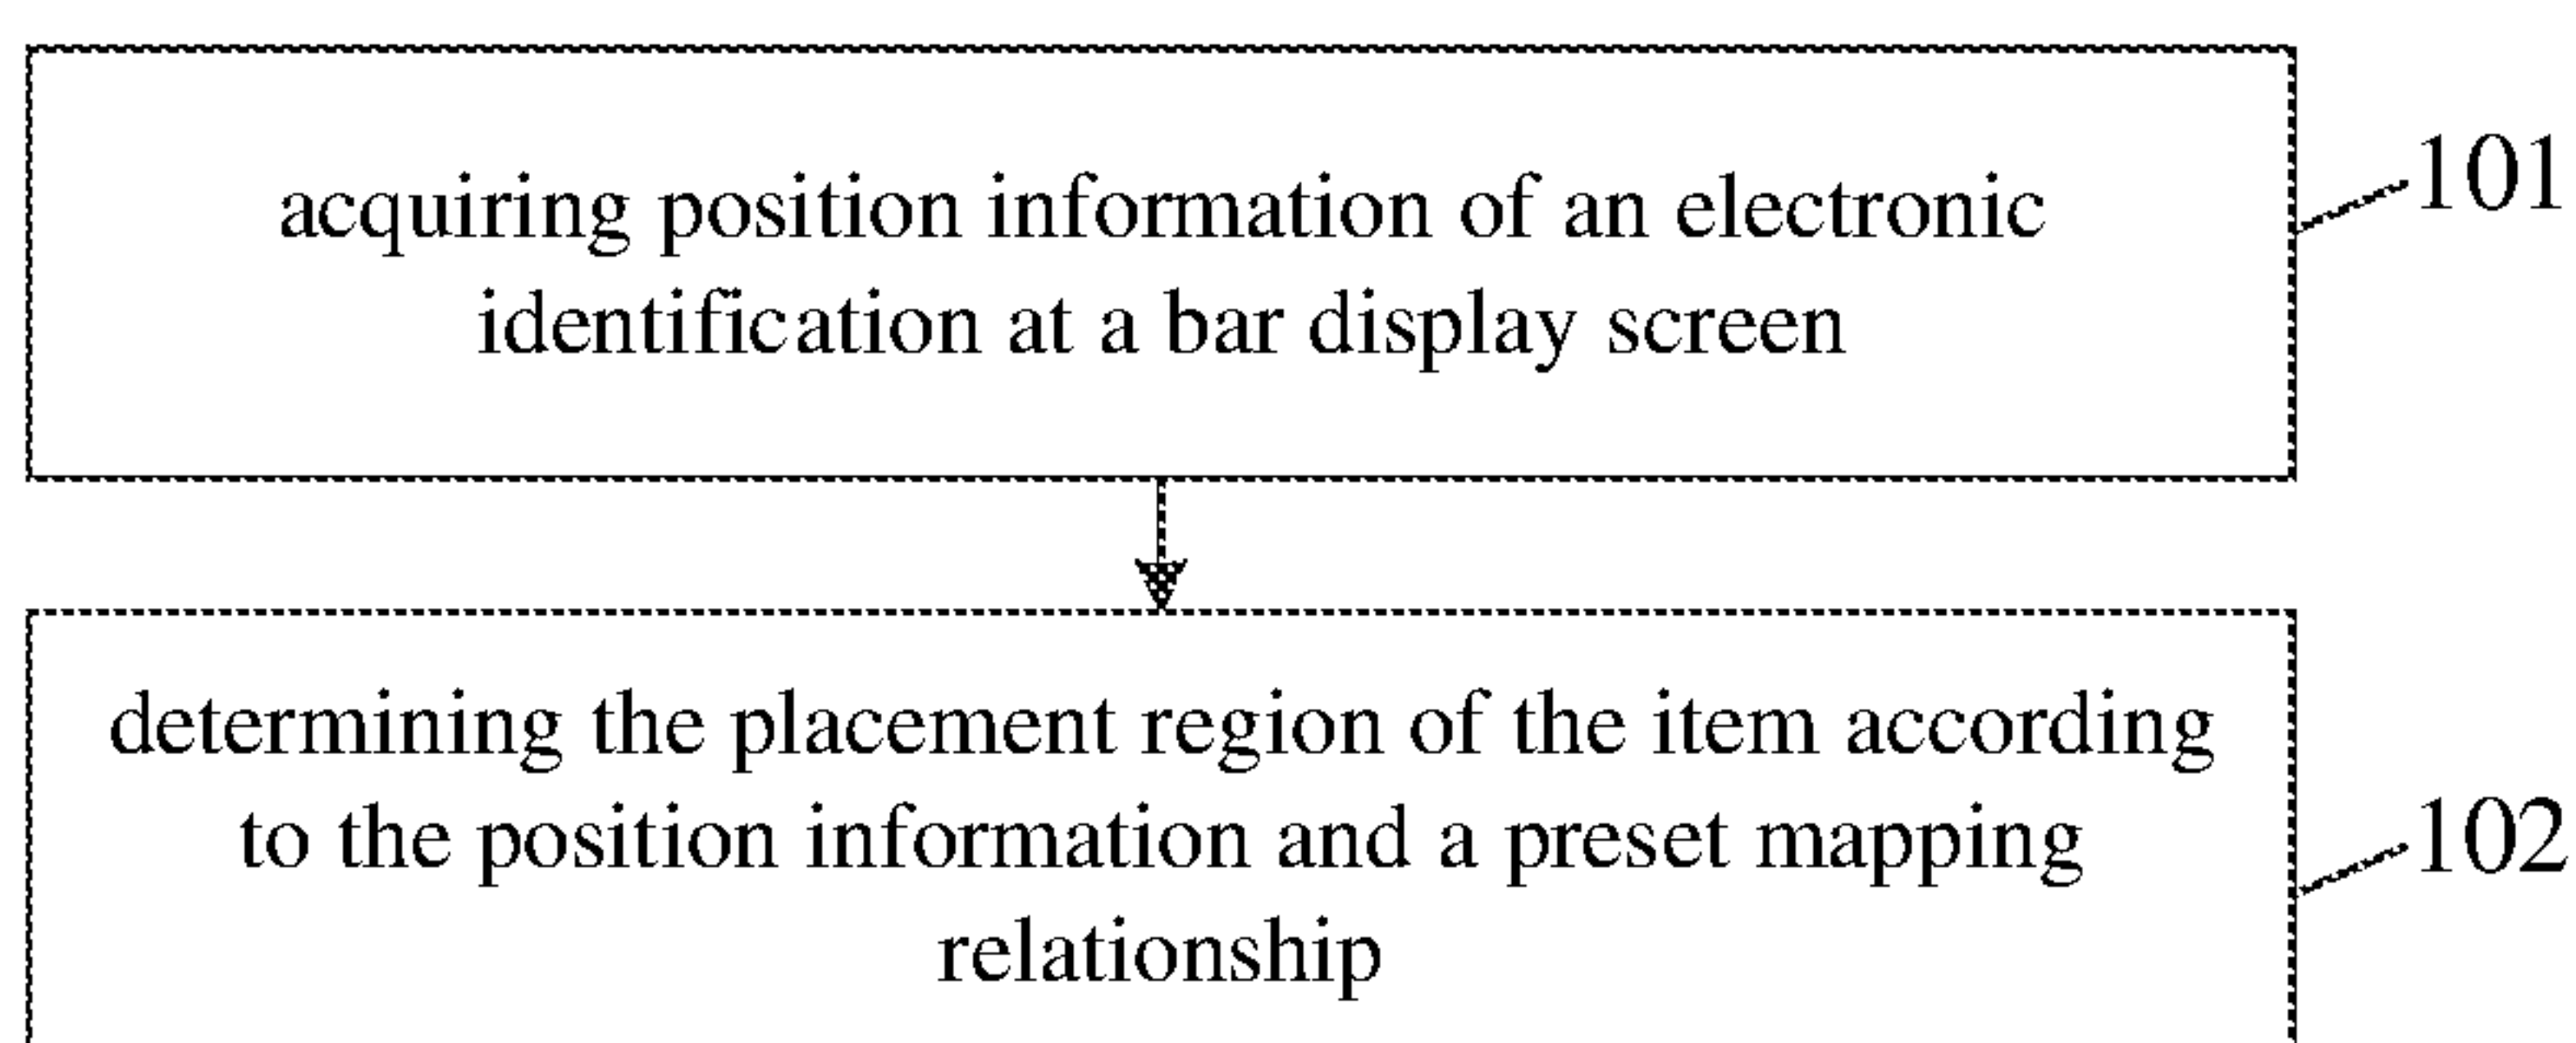 acquiring position information of an electronic
identification at a bar display screen
101
determining the placement region of the item according
to the position information and a preset mapping
relationship
102